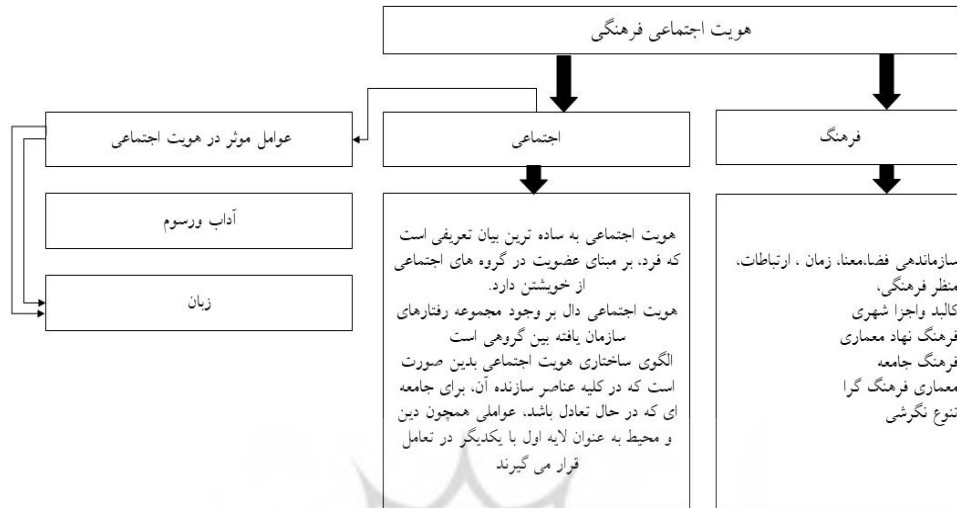 هویت اجتماعی فرهنگی
فرهنگ
اجتماعی
عوامل موثر در هویت اجتماعی
سازماندهی فضا،معنا، زمان ، ارتباطات،
منظر فرهنگی،
کالبد واجزا شهری
فرهنگ نهاد معماری
فرهنگ جامعه
معماری فرهنگ گرا
تنوع نگرشی
هویت اجتماعی به ساده ترین بیان تعریفی است
که فرد، بر مبنای عضویت در گروه های اجتماعی
از خویشتن دارد.
هویت اجتماعی دال بر وجود مجموعه رفتارهای
سازمان یافته بین گروهی است
الگوی ساختاری هویت اجتماعی بدین صورت
است که در کلیه عناصر سازنده آن، برای جامعه
ای که در حال تعادل باشد، عواملی همچون دین
و محیط به عنوان لایه اول با یکدیگر در تعامل
قرار می گیرند
آداب ورسوم
زبان